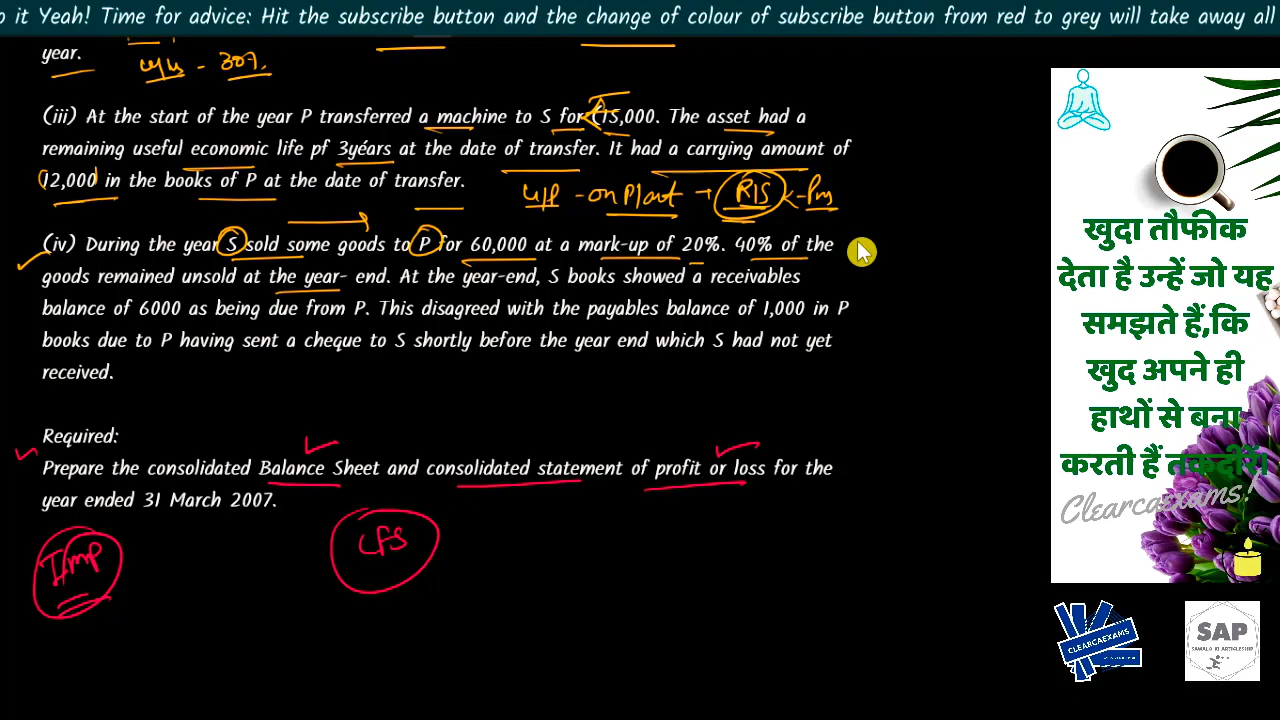 o it Yeah! Time for advice: Hit the subscribe button and the change of colour of subscribe button from red to grey will take away all
year.
w/h - 30%
(iii) At the start of the year P transferred a machine to S for 15,000. The asset had a
remaining useful economic life pf 3years at the date of transfer. It had a carrying amount of
12,000 in the books of P at the date of transfer.
on Plant → R/S
(iv) During the year S sold some goods to P for 60,000 at a mark-up of 20%. 40% of the
goods remained unsold at the year- end. At the year-end, S books showed a receivables
balance of 6000 as being due from P. This disagreed with the payables balance of 1,000 in P
books due to P having sent a cheque to S shortly before the year end which S had not yet
received.
Required:
Prepare the consolidated Balance Sheet and consolidated statement of profit or loss for the
year ended 31 March 2007.
Imp
CFS
खुदा तौफीक
देता है उन्हें जो यह
समझते हैं,कि
खुद अपने ही
हाथों से बना
करती हैं तकदीरें।
Clearcaexams!
CLEARCAEXAMS
SAP
SAWALO KI ARTICLESHIP